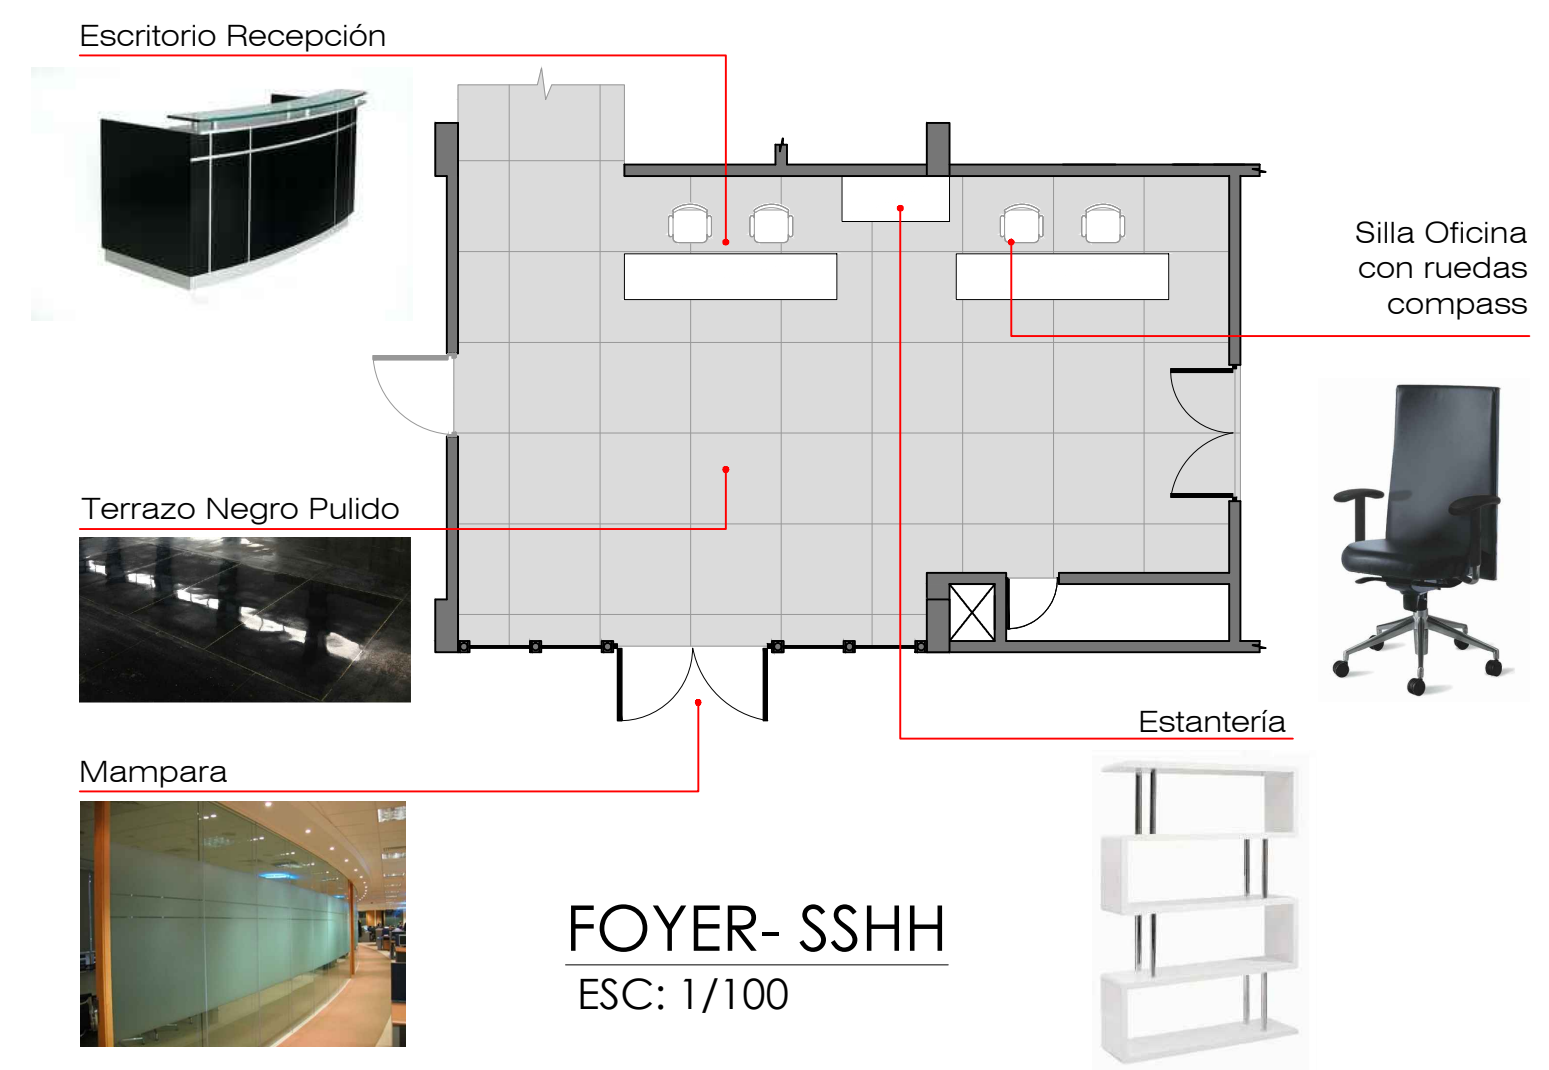 Escritorio Recepción
Silla Oficina
con ruedas
compass
Terrazo Negro Pulido
Estantería
Mampara
FOYER- SSHH
ESC: 1/100